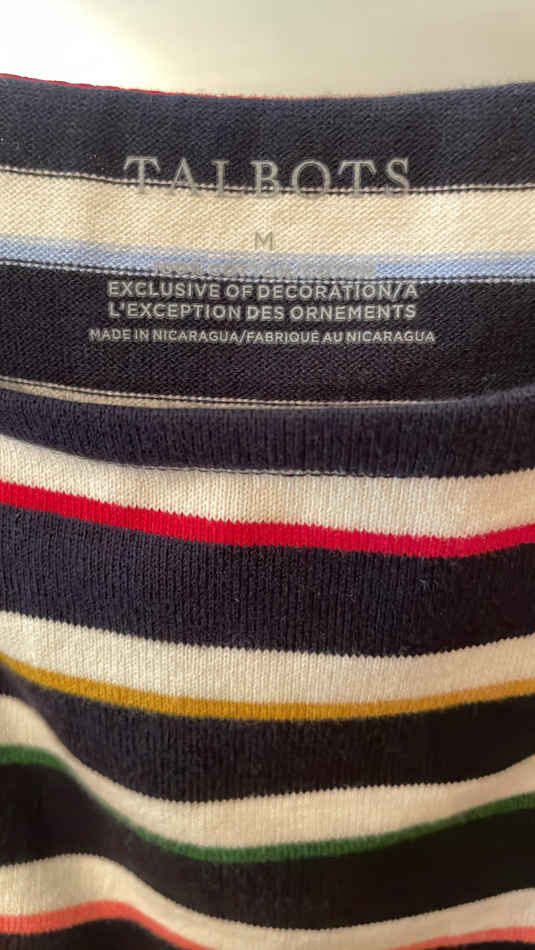 TALBOTS
M
EXCLUSIVE OF DECORATION/À
L'EXCEPTION DES ORNEMENTS
MADE IN NICARAGUA/FABRIQUÉ AU NICARAGUA